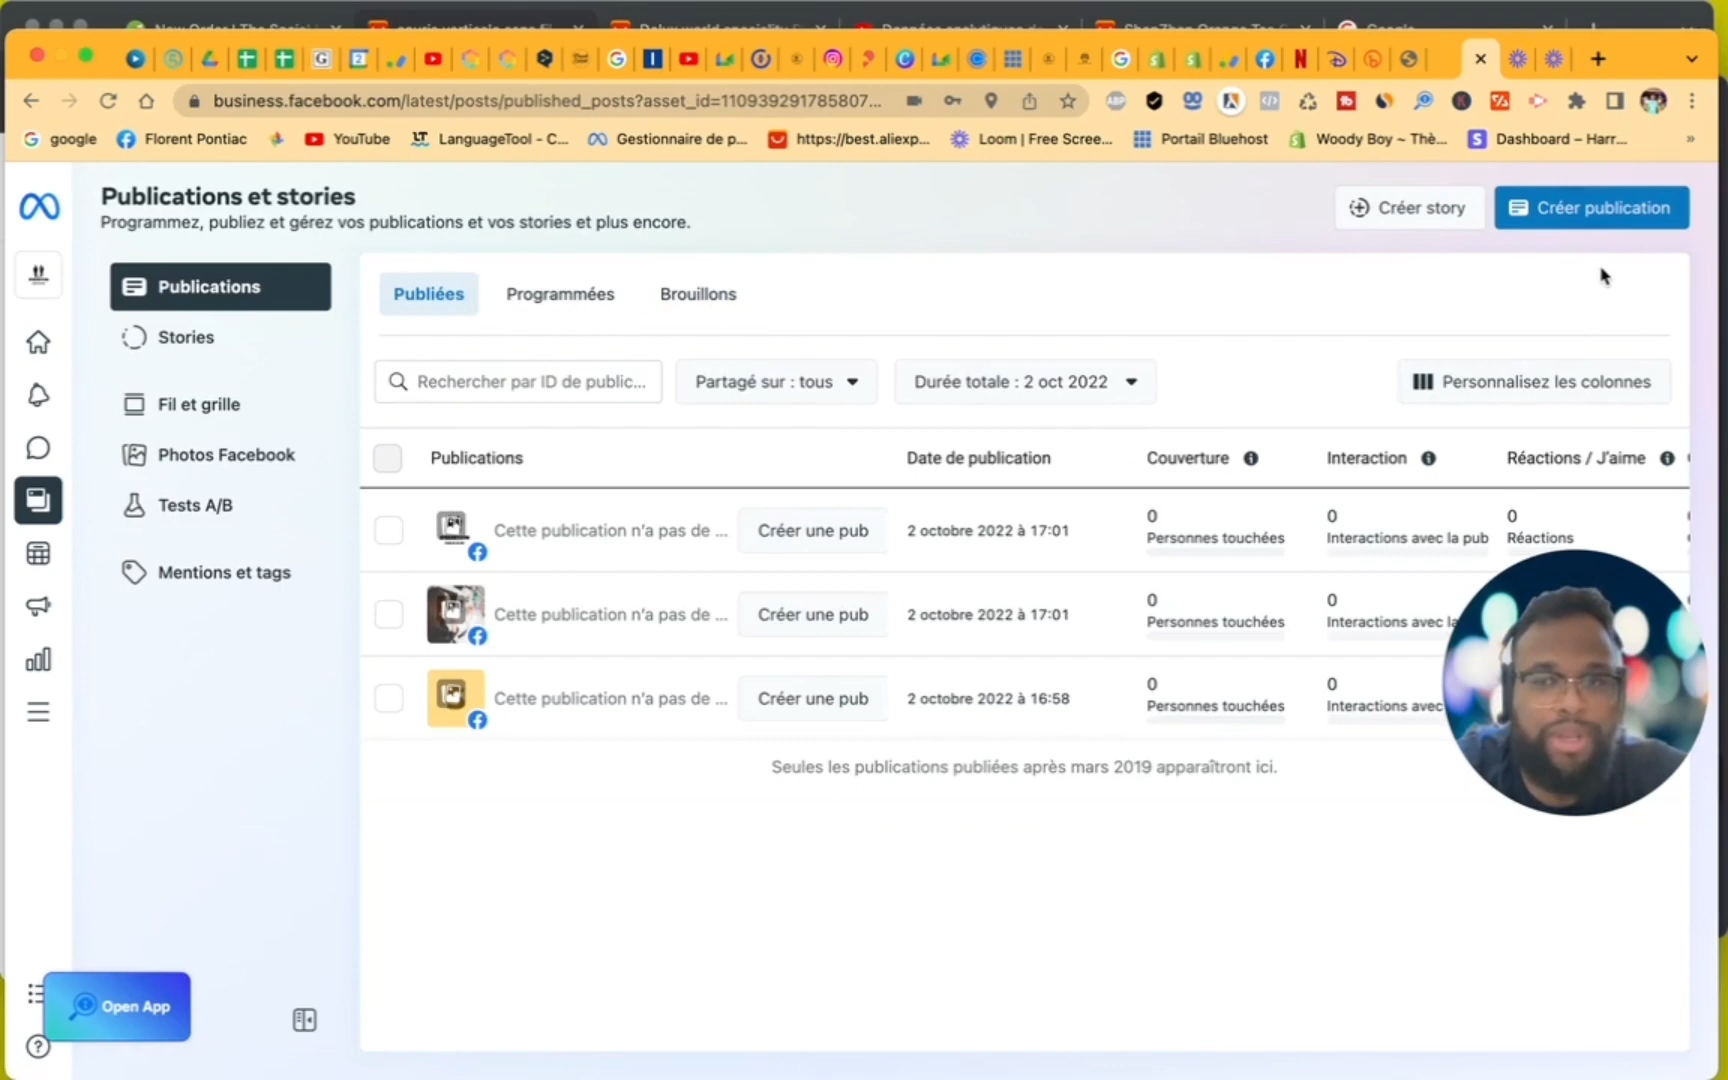 business.facebook.com/latest/posts/published_posts?asset_id=110939291785807...
google
Florent Pontiac
YouTube
LanguageTool - C...
Gestionnaire de p...
https://best.aliexp...
Loom | Free Scree...
Portail Bluehost
Woody Boy ~ Thè...
Dashboard – Harr...
»
Publications et stories
Programmez, publiez et gérez vos publications et vos stories et plus encore.
Créer story
Créer publication
Publications
Stories
Fil et grille
Photos Facebook
Tests A/B
Mentions et tags
Publiées
Programmées
Brouillons
Rechercher par ID de public...
Partagé sur : tous
Durée totale : 2 oct 2022
Personnalisez les colonnes
Publications
Date de publication
Couverture
Interaction
Réactions / J'aime
Cette publication n'a pas de ...
Créer une pub
2 octobre 2022 à 17:01
0
Personnes touchées
0
Interactions avec la pub
0
Réactions
Cette publication n'a pas de ...
Créer une pub
2 octobre 2022 à 17:01
0
Personnes touchées
0
Interactions avec la
Cette publication n'a pas de ...
Créer une pub
2 octobre 2022 à 16:58
0
Personnes touchées
0
Interactions avec
Seules les publications publiées après mars 2019 apparaîtront ici.
Open App